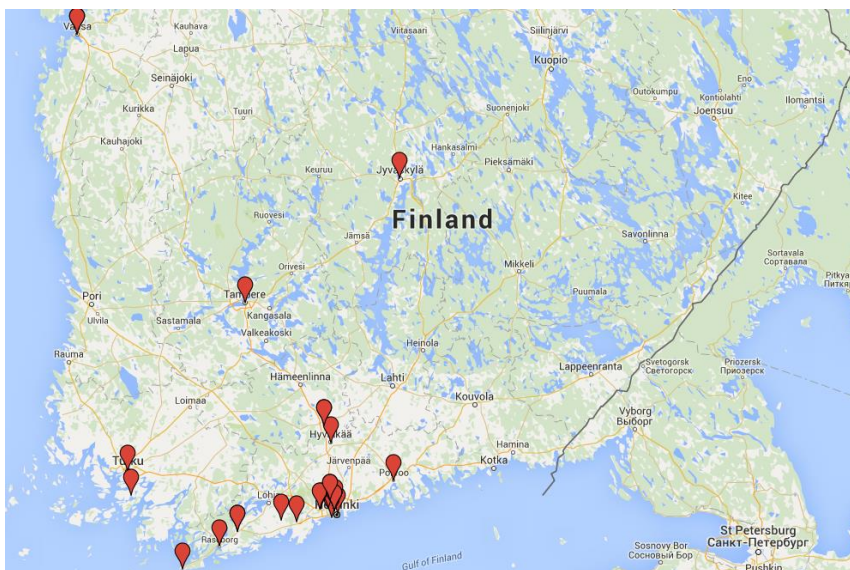 Vaasa
Kauhava
Viitasaari
Siilinjärvi
Lapua
Kuopio
Seinäjoki
Eno
Outokumpu
Kontiolahti
Ilomantsi
Joensuu
Kurikka
Tuuri
Suonenjoki
Kauhajoki
Hankasalmi
Keuruu
Jyväskylä
Pieksämäki
Kitee
Ruovesi
Finland
Jämsä
Savonlinna
Sortavala
Сортавала
Orivesi
Mikkeli
Pitkya
Питкяр
Pori
Tampere
Puumala
Ulvila
Sastamala
Kangasala
Valkeakoski
Rauma
Heinola
Lappeenranta
Svetogorsk
Светогорск
Priozersk
Приозерск
Hämeenlinna
Lahti
Loimaa
Kouvola
Vyborg
Выборг
Hyvinkää
Hamina
Turku
Järvenpää
Porvoo
Kotka
Lohja
Helsinki
Raseborg
St Petersburg
Санкт-Петербург
Sosnovy Bor
Сосновый Бор
Gulf of Finland
Pushkin